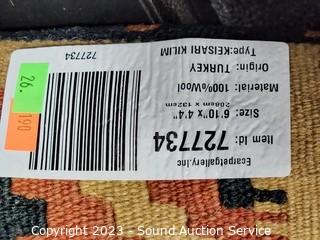 Ecarpetgallery.Inc
Item Id: 727734
Size: 6'10" x 4'4"
208cm x 132cm
Material: 100%Wool
Origin: TURKEY
Type:KEISARI KILIM
727734
26.
190
Copyright 2023 - Sound Auction Service